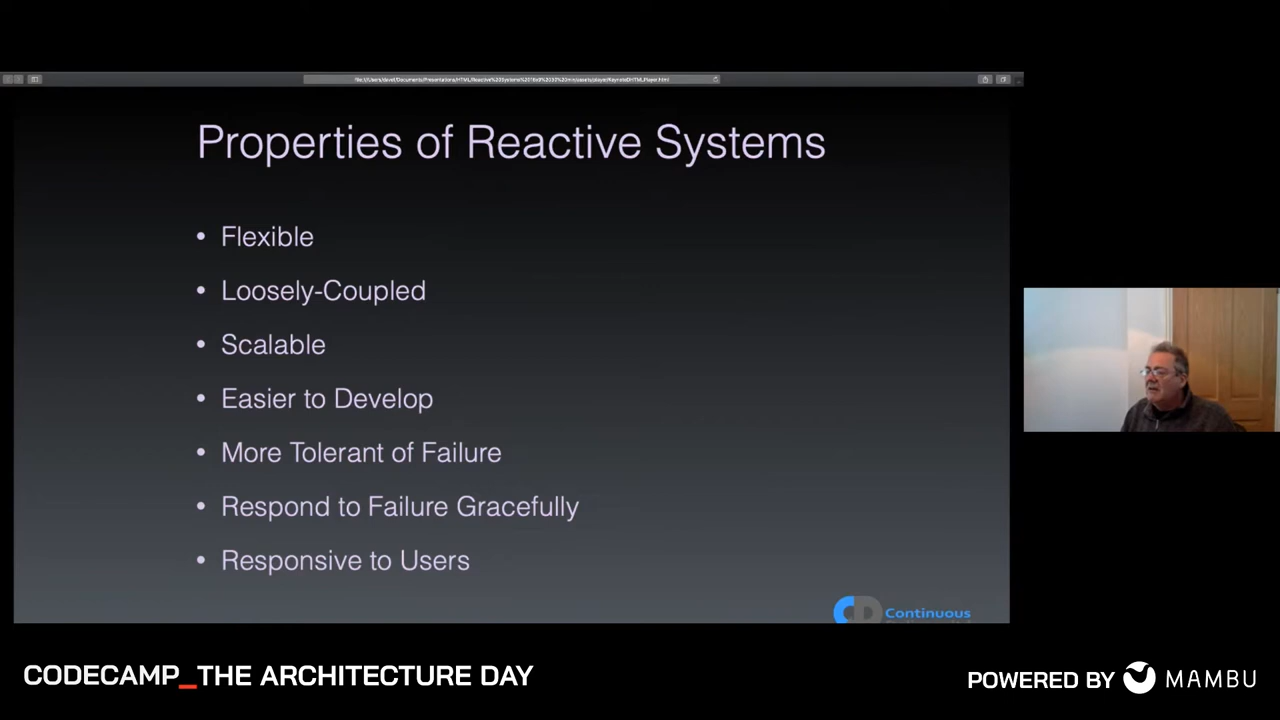 Properties of Reactive Systems
• Flexible
• Loosely-Coupled
• Scalable
• Easier to Develop
• More Tolerant of Failure
• Respond to Failure Gracefully
• Responsive to Users
CD Continuous
CODECAMP_THE ARCHITECTURE DAY
POWERED BY MAMBU